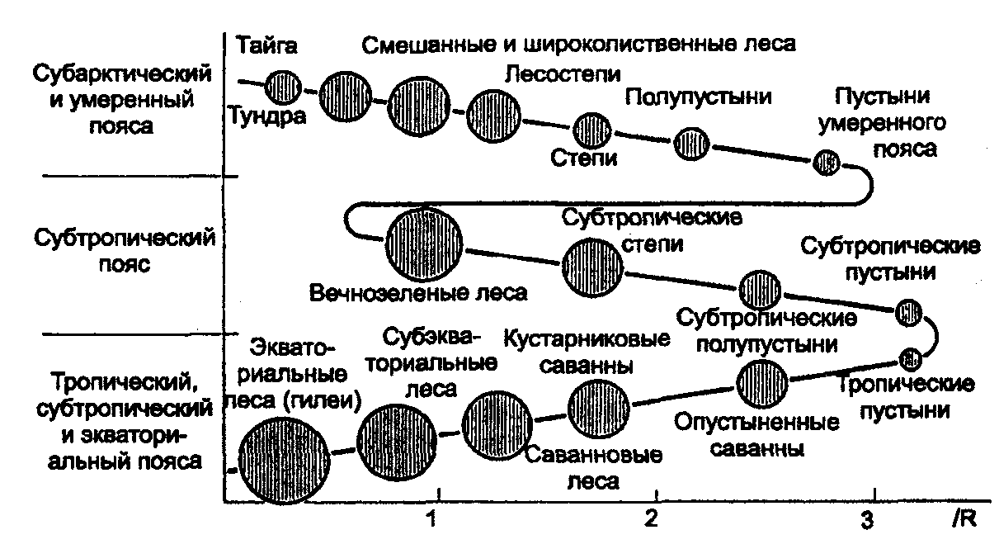 Тайга
Смешанные и широколиственные леса
Субарктический
и умеренный
пояса
Лесостепи
Полупустыни
Пустыни
умеренного
пояса
Тундра
Степи
Субтропический
пояс
Субтропические
степи
Субтропические
пустыни
Вечнозеленые леса
Субтропические
полупустыни
Тропический,
субтропический
и экватори-
альный пояса
Эквато-
риальные
леса (гилеи)
Субэква-
ториальные
леса
Кустарниковые
саванны
Тропические
пустыни
Саванновые
леса
Опустыненные
саванны
1
2
3
/R